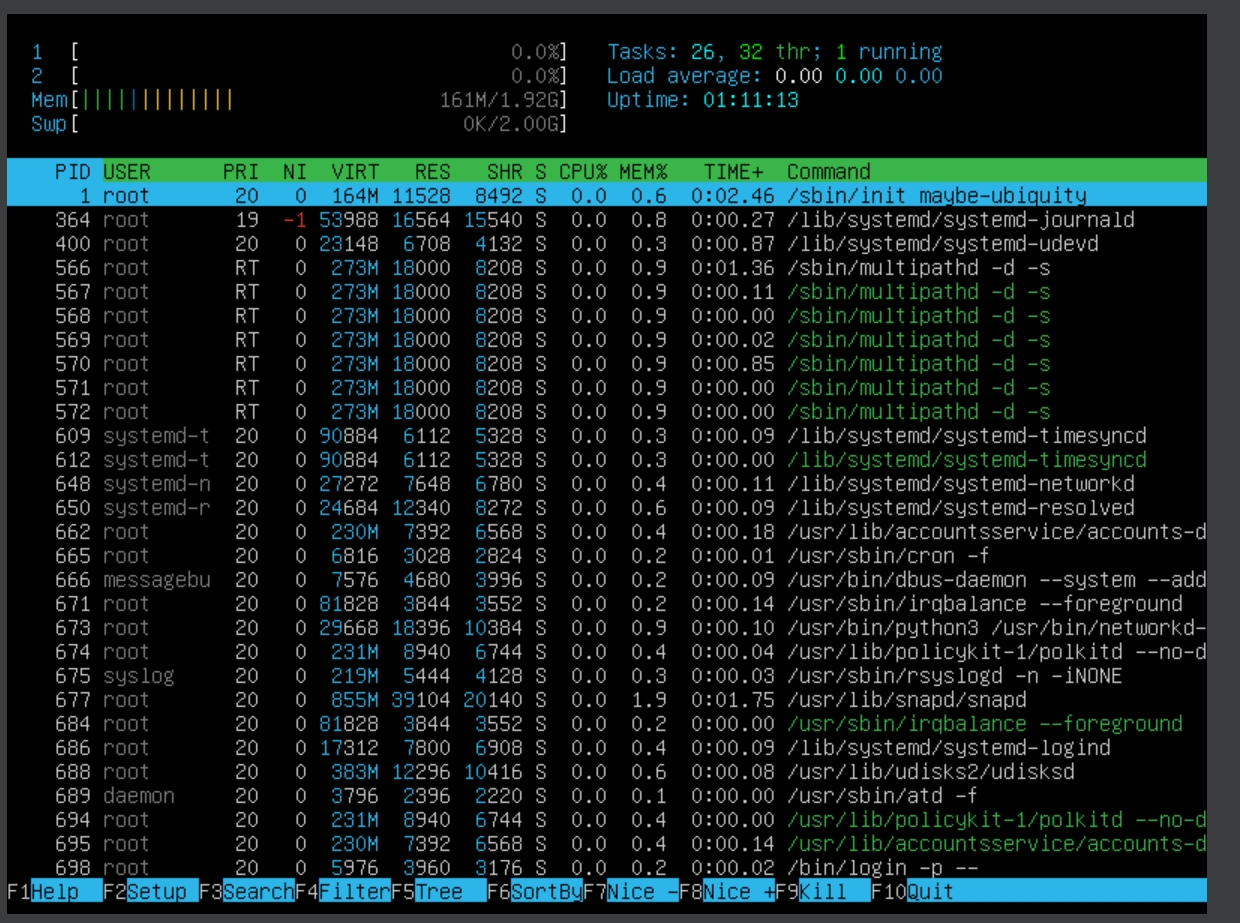 1 [ 0.0%] Tasks: 26, 32 thr; 1 running
2 [ 0.0%] Load average: 0.00 0.00 0.00
Mem[||||||||||||||| 161M/1.92G] Uptime: 01:11:13
Swp[ 0K/2.00G]
PID USER PRI NI VIRT RES SHR S CPU% MEM% TIME+ Command
1 root 20 0 164M 11528 8492 S 0.0 0.6 0:02.46 /sbin/init maybe-ubiquity
364 root 19 -1 53988 16564 15540 S 0.0 0.8 0:00.27 /lib/systemd/systemd-journald
400 root 20 0 23148 6708 4132 S 0.0 0.3 0:00.87 /lib/systemd/systemd-udevd
566 root RT 0 273M 18000 8208 S 0.0 0.9 0:01.36 /sbin/multipathd -d -s
567 root RT 0 273M 18000 8208 S 0.0 0.9 0:00.11 /sbin/multipathd -d -s
568 root RT 0 273M 18000 8208 S 0.0 0.9 0:00.00 /sbin/multipathd -d -s
569 root RT 0 273M 18000 8208 S 0.0 0.9 0:00.02 /sbin/multipathd -d -s
570 root RT 0 273M 18000 8208 S 0.0 0.9 0:00.85 /sbin/multipathd -d -s
571 root RT 0 273M 18000 8208 S 0.0 0.9 0:00.00 /sbin/multipathd -d -s
572 root RT 0 273M 18000 8208 S 0.0 0.9 0:00.00 /sbin/multipathd -d -s
609 systemd-t 20 0 90884 6112 5328 S 0.0 0.3 0:00.09 /lib/systemd/systemd-timesyncd
612 systemd-t 20 0 90884 6112 5328 S 0.0 0.3 0:00.00 /lib/systemd/systemd-timesyncd
648 systemd-n 20 0 27272 7648 6780 S 0.0 0.4 0:00.11 /lib/systemd/systemd-networkd
650 systemd-r 20 0 24684 12340 8272 S 0.0 0.6 0:00.09 /lib/systemd/systemd-resolved
662 root 20 0 230M 7392 6568 S 0.0 0.4 0:00.18 /usr/lib/accountsservice/accounts-d
665 root 20 0 6816 3028 2824 S 0.0 0.2 0:00.01 /usr/sbin/cron -f
666 messagebu 20 0 7576 4680 3996 S 0.0 0.2 0:00.09 /usr/bin/dbus-daemon --system --add
671 root 20 0 81828 3844 3552 S 0.0 0.2 0:00.14 /usr/sbin/irqbalance --foreground
673 root 20 0 29668 18396 10384 S 0.0 0.9 0:00.10 /usr/bin/python3 /usr/bin/networkd-
674 root 20 0 231M 8940 6744 S 0.0 0.4 0:00.04 /usr/lib/policykit-1/polkitd --no-d
675 syslog 20 0 219M 5444 4128 S 0.0 0.3 0:00.03 /usr/sbin/rsyslogd -n -iNONE
677 root 20 0 855M 39104 20140 S 0.0 1.9 0:01.75 /usr/lib/snapd/snapd
684 root 20 0 81828 3844 3552 S 0.0 0.2 0:00.00 /usr/sbin/irqbalance --foreground
686 root 20 0 17312 7800 6908 S 0.0 0.4 0:00.09 /lib/systemd/systemd-logind
688 root 20 0 383M 12296 10416 S 0.0 0.6 0:00.08 /usr/lib/udisks2/udisksd
689 daemon 20 0 3796 2396 2220 S 0.0 0.1 0:00.00 /usr/sbin/atd -f
694 root 20 0 231M 8940 6744 S 0.0 0.4 0:00.00 /usr/lib/policykit-1/polkitd --no-d
695 root 20 0 230M 7392 6568 S 0.0 0.4 0:00.14 /usr/lib/accountsservice/accounts-d
698 root 20 0 5976 3960 3176 S 0.0 0.2 0:00.02 /bin/login -p --
F1Help F2Setup F3SearchF4FilterF5Tree F6SortByF7Nice -F8Nice +F9Kill F10Quit